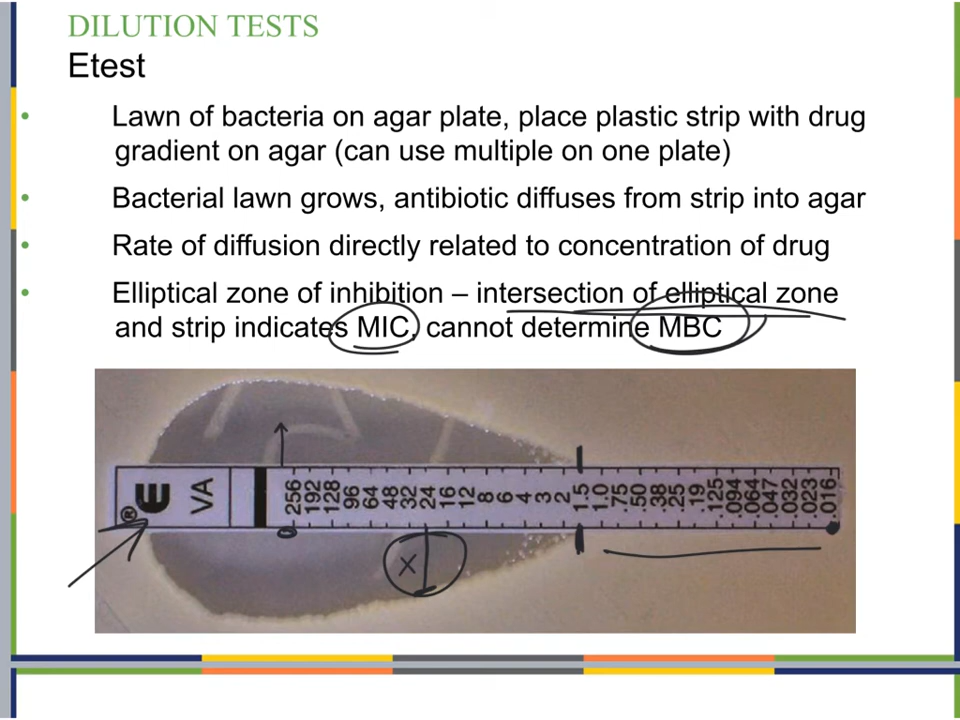 DILUTION TESTS
Etest
• Lawn of bacteria on agar plate, place plastic strip with drug
gradient on agar (can use multiple on one plate)
• Bacterial lawn grows, antibiotic diffuses from strip into agar
• Rate of diffusion directly related to concentration of drug
• Elliptical zone of inhibition – intersection of elliptical zone
and strip indicates MIC, cannot determine MBC
® E VA 256 192 128 96 64 48 32 24 16 12 8 6 4 3 2 1.5 1.0 .75 .50 .38 .25 .19 .125 .094 .064 .047 .032 .023 .016
X